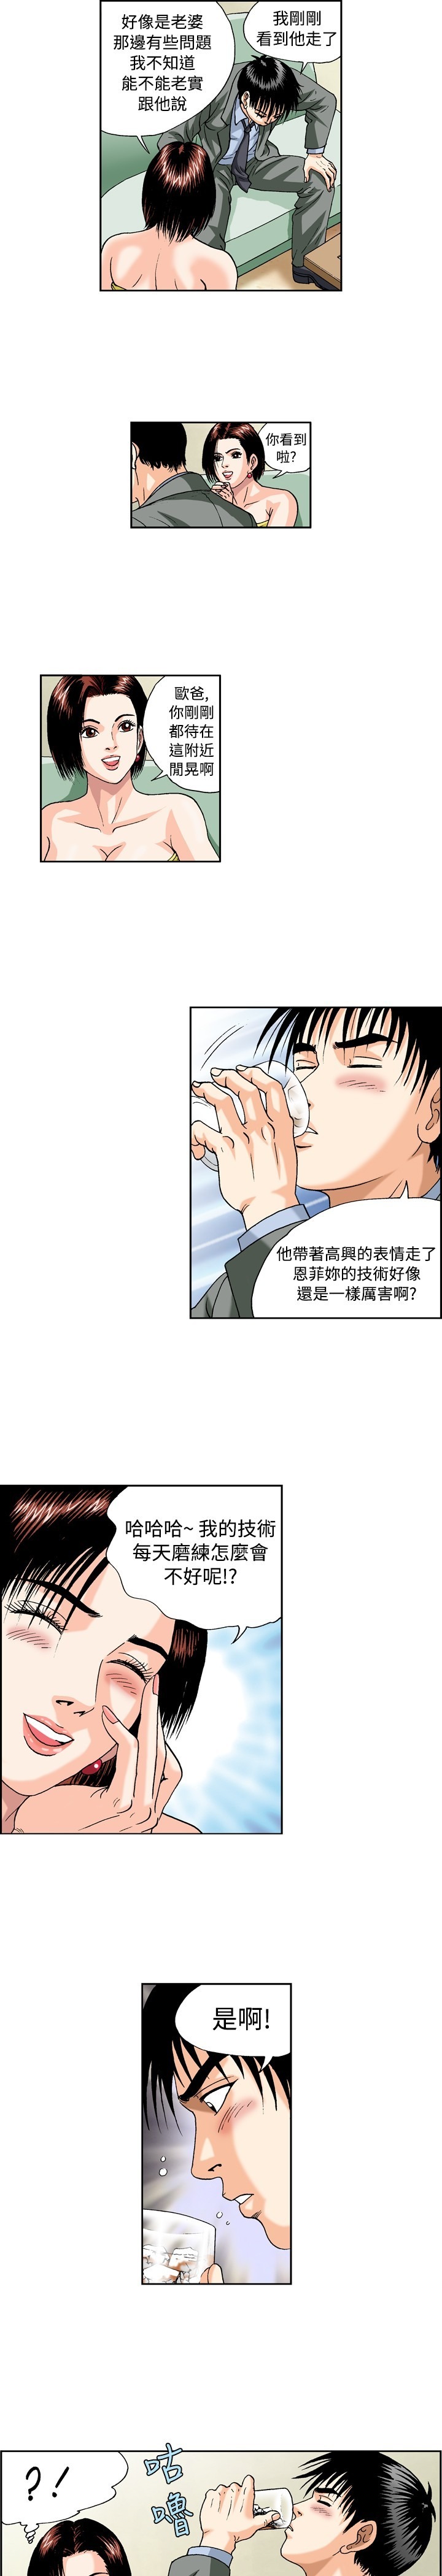 我剛剛
看到他走了
好像是老婆
那邊有些問題
我不知道
能不能老實
跟他說
你看到
啦?
歐爸,
你剛剛
都待在
這附近
閒晃啊
他帶著高興的表情走了
恩菲妳的技術好像
還是一樣厲害啊?
哈哈哈~ 我的技術
每天磨練怎麼會
不好呢!?
是啊!
?!
咕
嚕